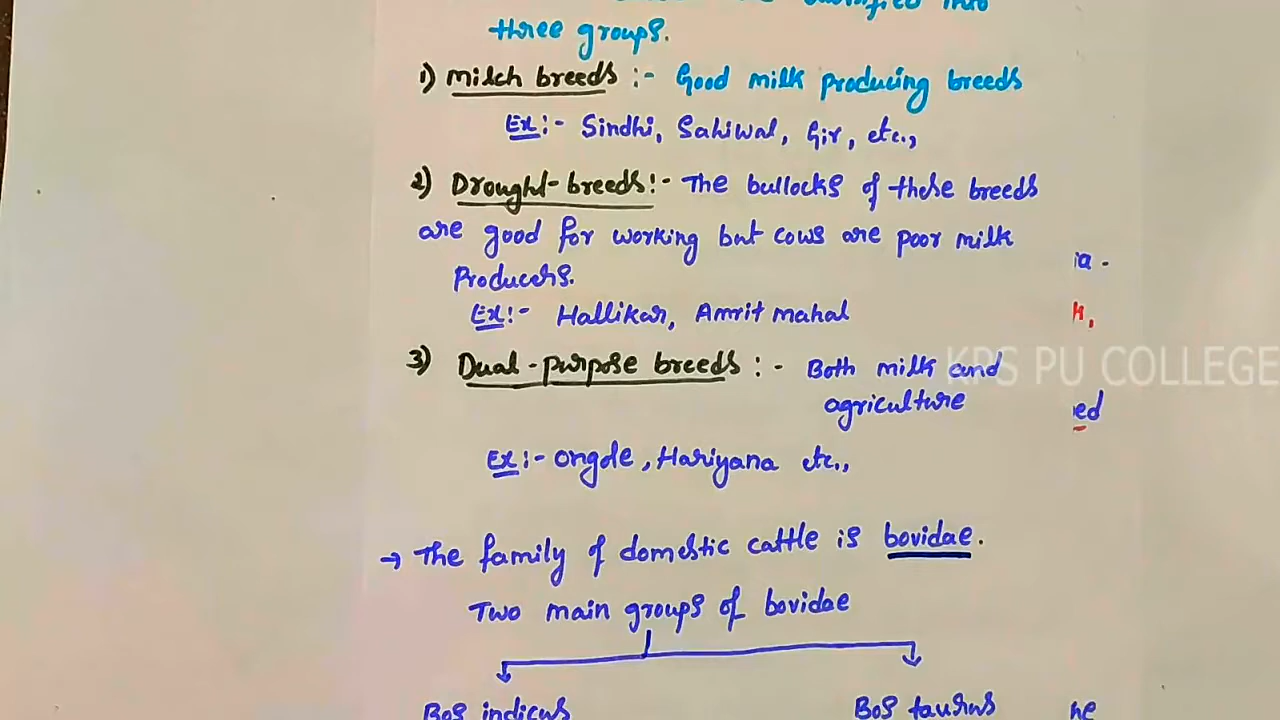 into
three groups.
1) Milch breeds :- Good milk producing breeds
Ex:- Sindhi, Sahiwal, Gir, etc.,
2) Drought-breeds:- The bullocks of these breeds
are good for working but cows are poor milk
Producers.
Ex:- Hallikar, Amrit mahal
3) Dual-purpose breeds :- Both milk and
agriculture
Ex:- ongole, Hariyana etc.,
→ The family of domestic cattle is bovidae.
Two main groups of bovidae
Bos indicus Bos taurus
KPS PU COLLEGE
ed